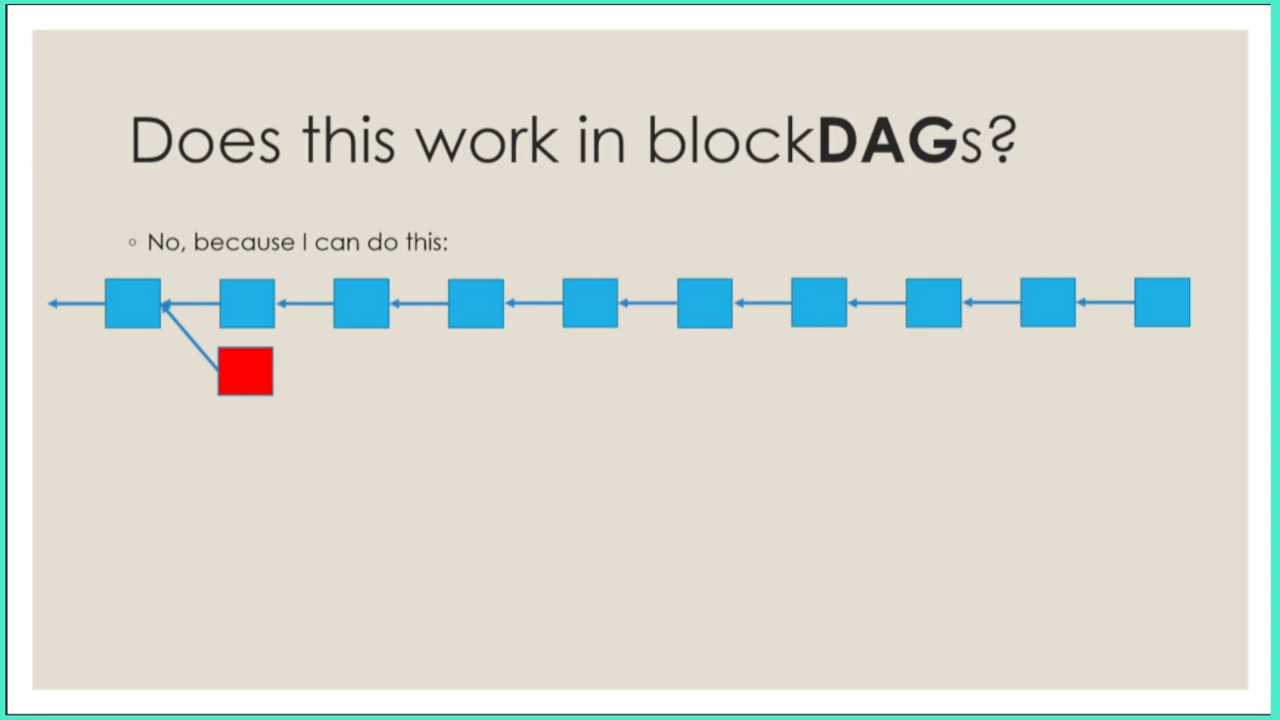 Does this work in blockDAGs?
◦ No, because I can do this: